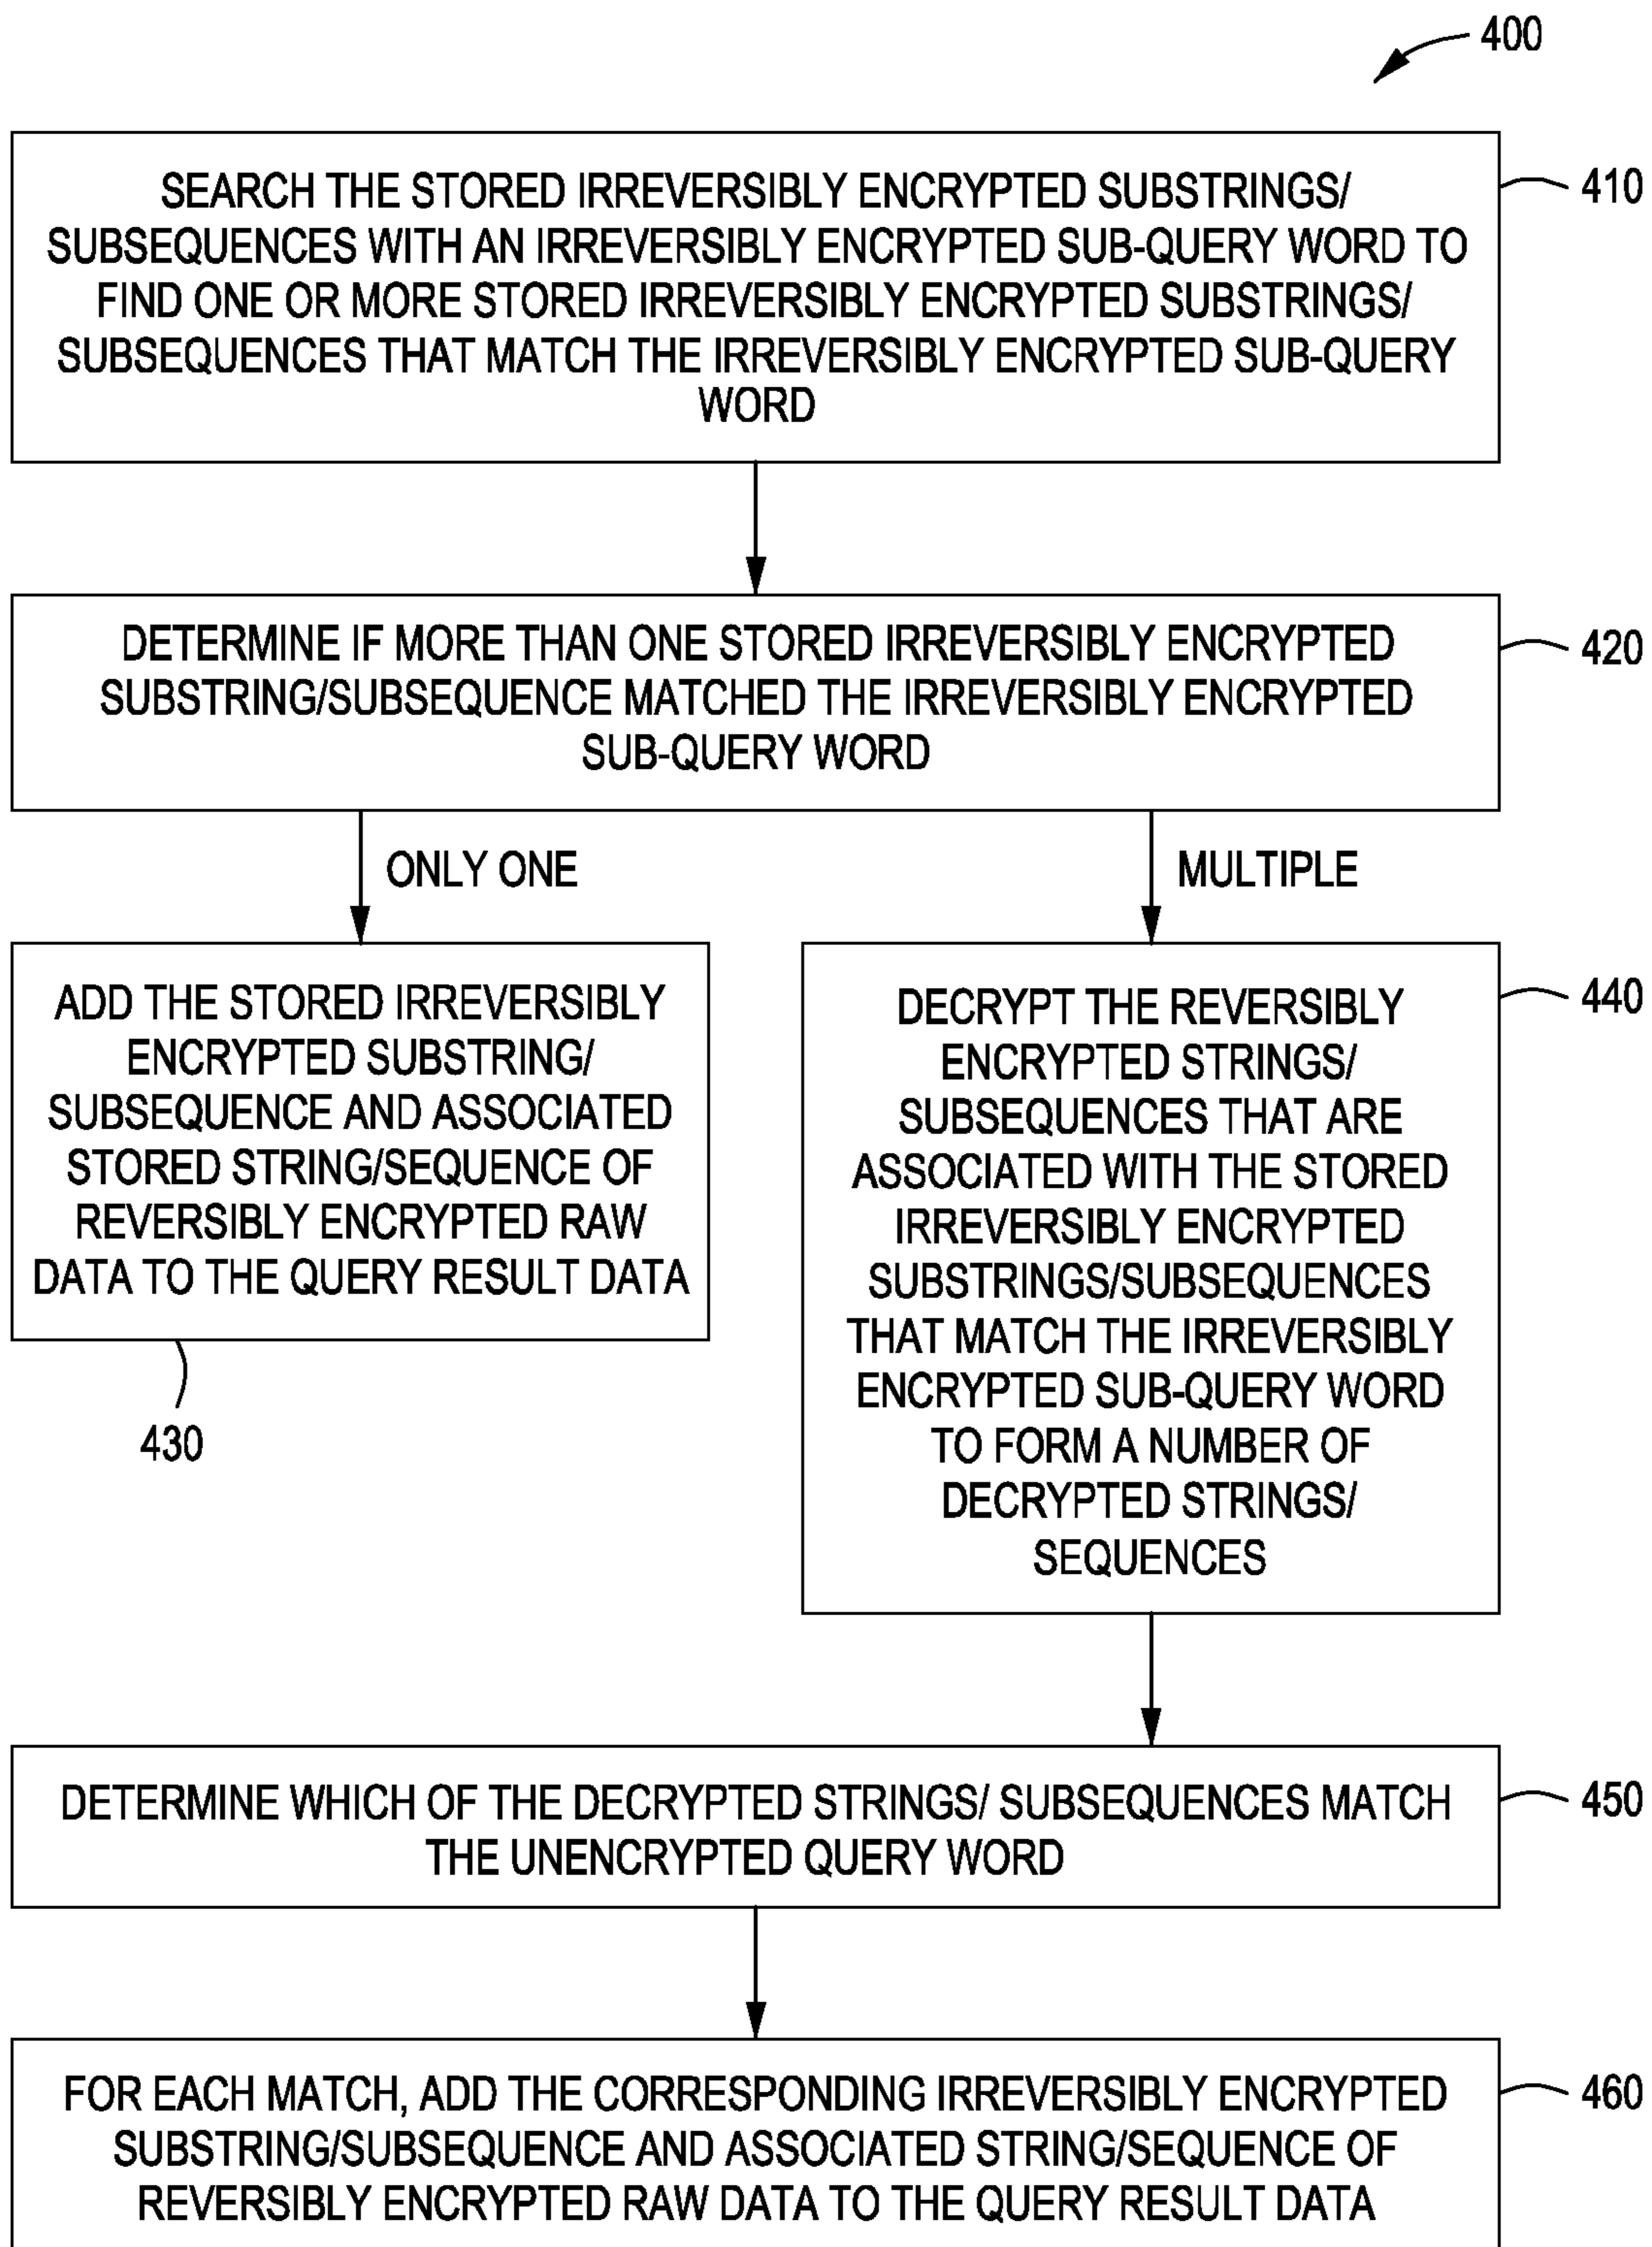 400
SEARCH THE STORED IRREVERSIBLY ENCRYPTED SUBSTRINGS/
SUBSEQUENCES WITH AN IRREVERSIBLY ENCRYPTED SUB-QUERY WORD TO
FIND ONE OR MORE STORED IRREVERSIBLY ENCRYPTED SUBSTRINGS/
SUBSEQUENCES THAT MATCH THE IRREVERSIBLY ENCRYPTED SUB-QUERY
WORD
410
DETERMINE IF MORE THAN ONE STORED IRREVERSIBLY ENCRYPTED
SUBSTRING/SUBSEQUENCE MATCHED THE IRREVERSIBLY ENCRYPTED
SUB-QUERY WORD
420
ONLY ONE
MULTIPLE
ADD THE STORED IRREVERSIBLY
ENCRYPTED SUBSTRING/
SUBSEQUENCE AND ASSOCIATED
STORED STRING/SEQUENCE OF
REVERSIBLY ENCRYPTED RAW
DATA TO THE QUERY RESULT DATA
430
DECRYPT THE REVERSIBLY
ENCRYPTED STRINGS/
SUBSEQUENCES THAT ARE
ASSOCIATED WITH THE STORED
IRREVERSIBLY ENCRYPTED
SUBSTRINGS/SUBSEQUENCES
THAT MATCH THE IRREVERSIBLY
ENCRYPTED SUB-QUERY WORD
TO FORM A NUMBER OF
DECRYPTED STRINGS/
SEQUENCES
440
DETERMINE WHICH OF THE DECRYPTED STRINGS/ SUBSEQUENCES MATCH
THE UNENCRYPTED QUERY WORD
450
FOR EACH MATCH, ADD THE CORRESPONDING IRREVERSIBLY ENCRYPTED
SUBSTRING/SUBSEQUENCE AND ASSOCIATED STRING/SEQUENCE OF
REVERSIBLY ENCRYPTED RAW DATA TO THE QUERY RESULT DATA
460